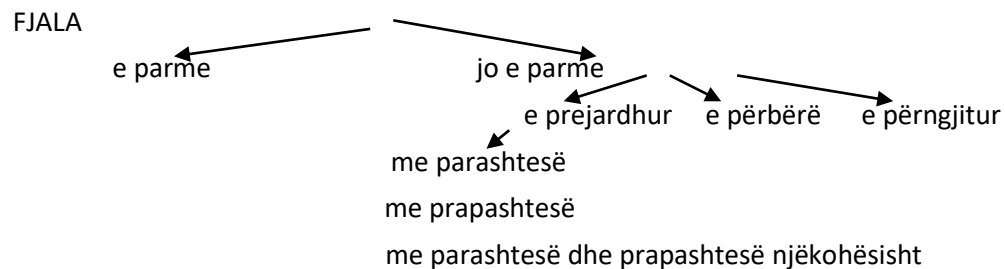 FJALA
e parme jo e parme
e prejardhur e përbërë e përngjitur
me parashtesë
me prapashtesë
me parashtesë dhe prapashtesë njëkohësisht